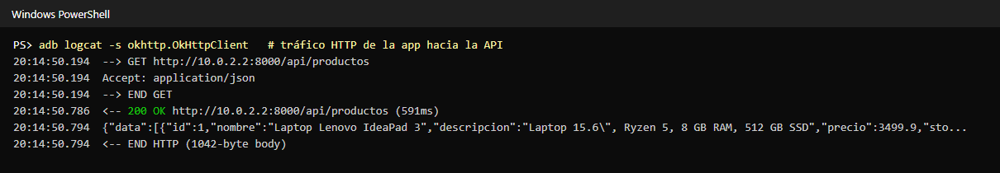 Windows PowerShell
PS> adb logcat -s okhttp.OkHttpClient   # tráfico HTTP de la app hacia la API
20:14:50.194  --> GET http://10.0.2.2:8000/api/productos
20:14:50.194  Accept: application/json
20:14:50.194  --> END GET
20:14:50.786  <-- 200 OK http://10.0.2.2:8000/api/productos (591ms)
20:14:50.794  {"data":[{"id":1,"nombre":"Laptop Lenovo IdeaPad 3","descripcion":"Laptop 15.6\", Ryzen 5, 8 GB RAM, 512 GB SSD","precio":3499.9,"sto...
20:14:50.794  <-- END HTTP (1042-byte body)